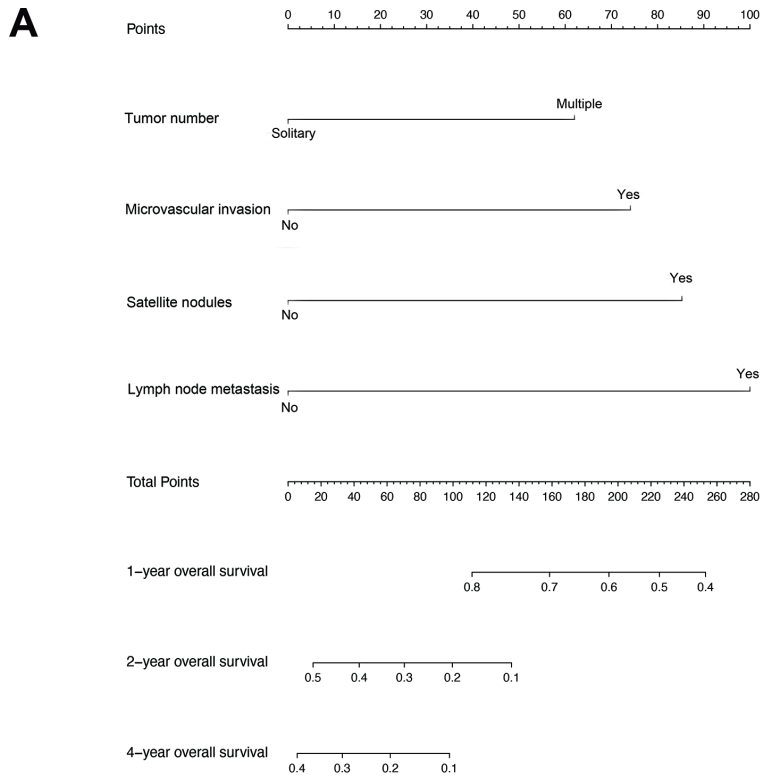 A
Points
0 10 20 30 40 50 60 70 80 90 100
Tumor number
Multiple
Solitary
Microvascular invasion
Yes
No
Satellite nodules
Yes
No
Lymph node metastasis
Yes
No
Total Points
0 20 40 60 80 100 120 140 160 180 200 220 240 260 280
1−year overall survival
0.8 0.7 0.6 0.5 0.4
2−year overall survival
0.5 0.4 0.3 0.2 0.1
4−year overall survival
0.4 0.3 0.2 0.1